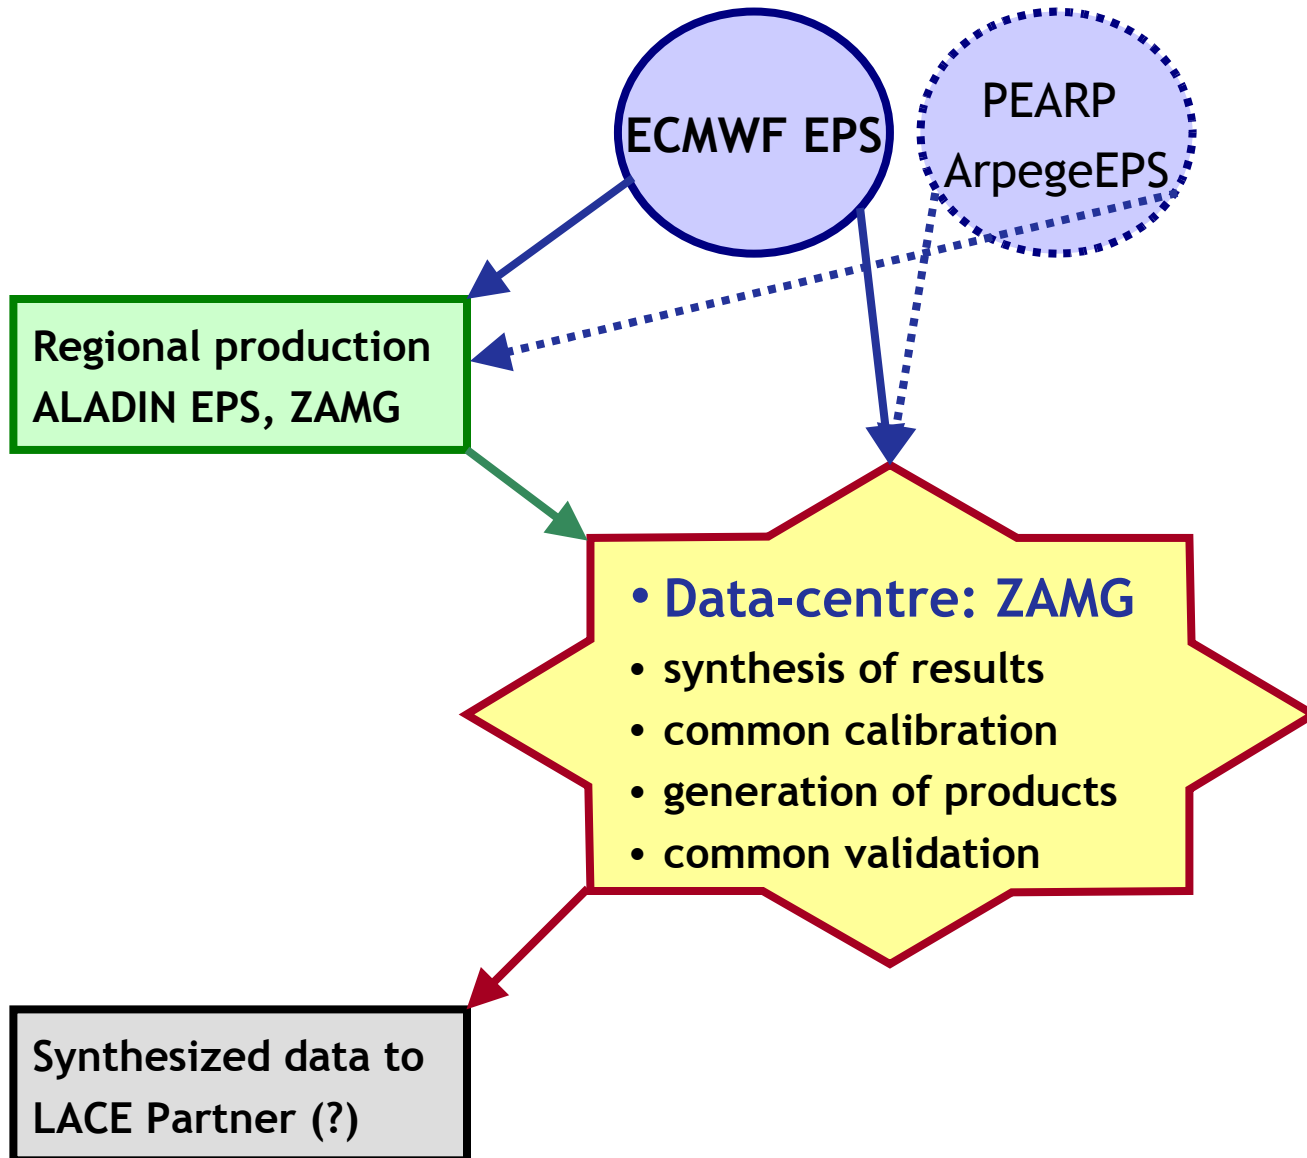 ECMWF EPS
PEARP
ArpegeEPS
Regional production
ALADIN EPS, ZAMG
• Data-centre: ZAMG
• synthesis of results
• common calibration
• generation of products
• common validation
Synthesized data to
LACE Partner (?)